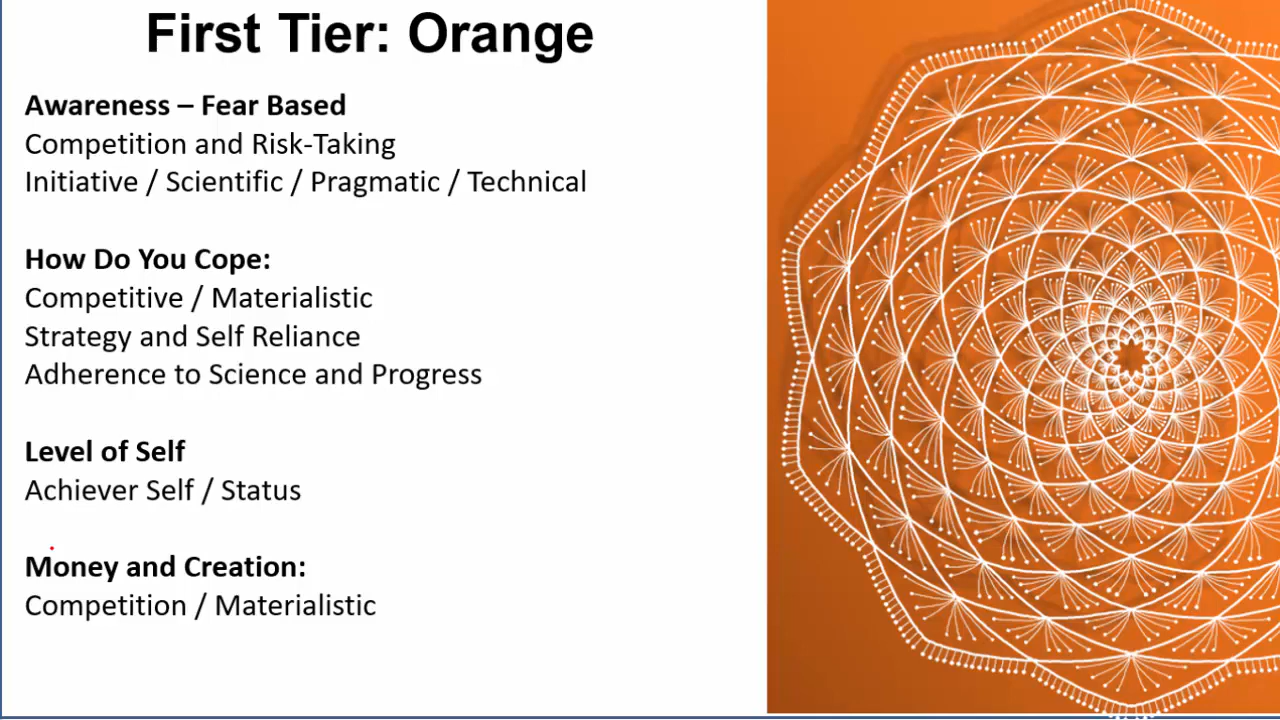 First Tier: Orange
Awareness – Fear Based
Competition and Risk-Taking
Initiative / Scientific / Pragmatic / Technical
How Do You Cope:
Competitive / Materialistic
Strategy and Self Reliance
Adherence to Science and Progress
Level of Self
Achiever Self / Status
Money and Creation:
Competition / Materialistic